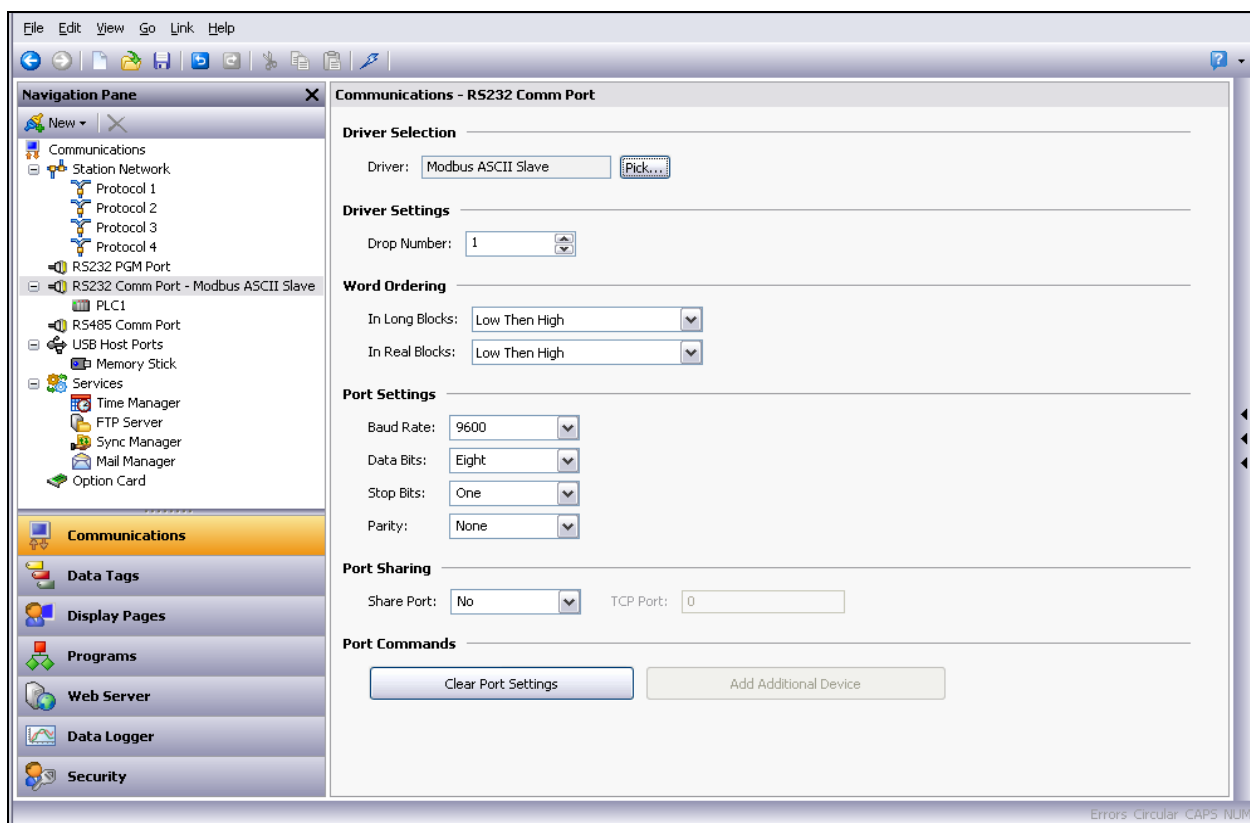 File Edit View Go Link Help
Navigation Pane
Communications - RS232 Comm Port
New
Communications
Station Network
Protocol 1
Protocol 2
Protocol 3
Protocol 4
RS232 PGM Port
RS232 Comm Port - Modbus ASCII Slave
PLC1
RS485 Comm Port
USB Host Ports
Memory Stick
Services
Time Manager
FTP Server
Sync Manager
Mail Manager
Option Card
Communications
Data Tags
Display Pages
Programs
Web Server
Data Logger
Security
Driver Selection
Driver: Modbus ASCII Slave Pick...
Driver Settings
Drop Number: 1
Word Ordering
In Long Blocks: Low Then High
In Real Blocks: Low Then High
Port Settings
Baud Rate: 9600
Data Bits: Eight
Stop Bits: One
Parity: None
Port Sharing
Share Port: No TCP Port: 0
Port Commands
Clear Port Settings Add Additional Device
Errors Circular CAPS NUM